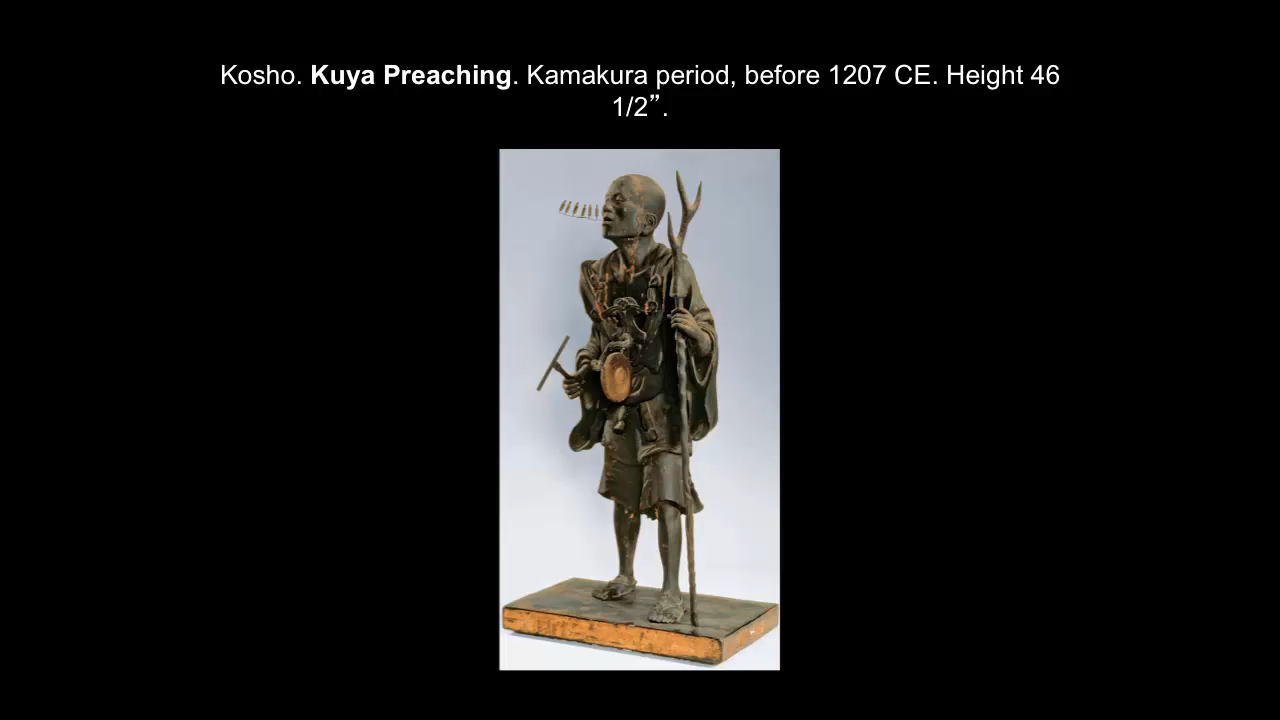 Kosho. Kuya Preaching. Kamakura period, before 1207 CE. Height 46
1/2”.